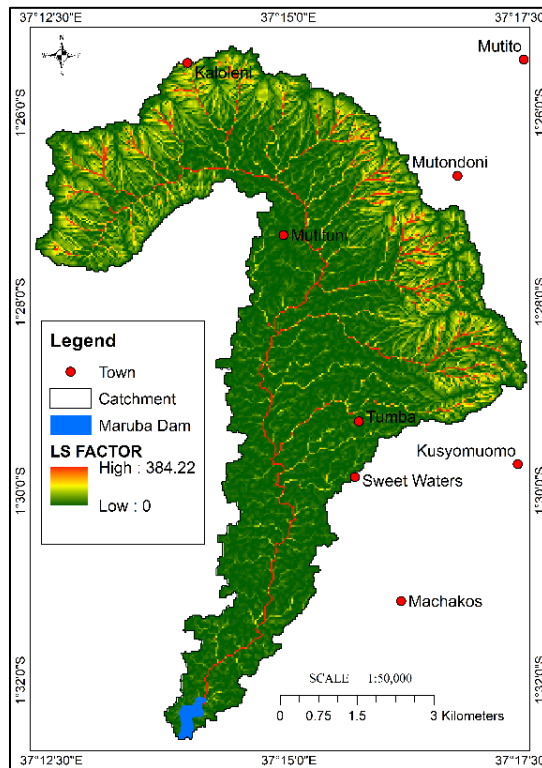 37°12'30"E 37°15'0"E 37°17'30"E
Mutito
N
W E
S
Kaloleni
1°26'0"S 1°28'0"S
Mutondoni
Mutituni
1°28'0"S 1°28'0"S
Legend
Town
Catchment
Maruba Dam
LS FACTOR
High : 384.22
Low : 0
Tumba
Kusyomuomo
Sweet Waters
1°30'0"S 1°30'0"S
Machakos
1°32'0"S 1°32'0"S
SCALE 1:50,000
0 0.75 1.5 3 Kilometers
37°12'30"E 37°15'0"E 37°17'30"E